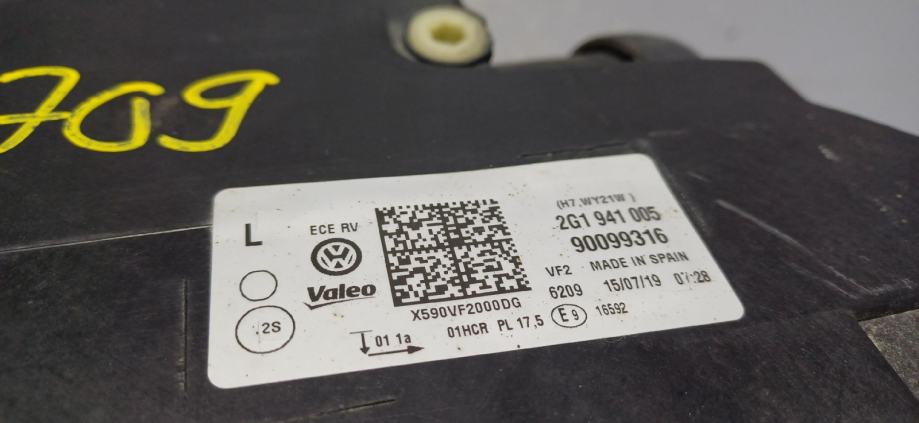 709
(H7, WY21W)
L ECE RV 2G1 941 005
90099316
Valeo VF2 MADE IN SPAIN
X590VF2000DG 6209 15/07/19 07:28
2S 01 1a 01HCR PL 17,5 E9 16592